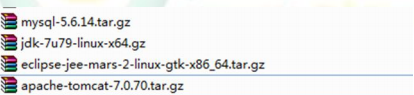 mysql-5.6.14.tar.gz
jdk-7u79-linux-x64.gz
eclipse-jee-mars-2-linux-gtk-x86_64.tar.gz
apache-tomcat-7.0.70.tar.gz